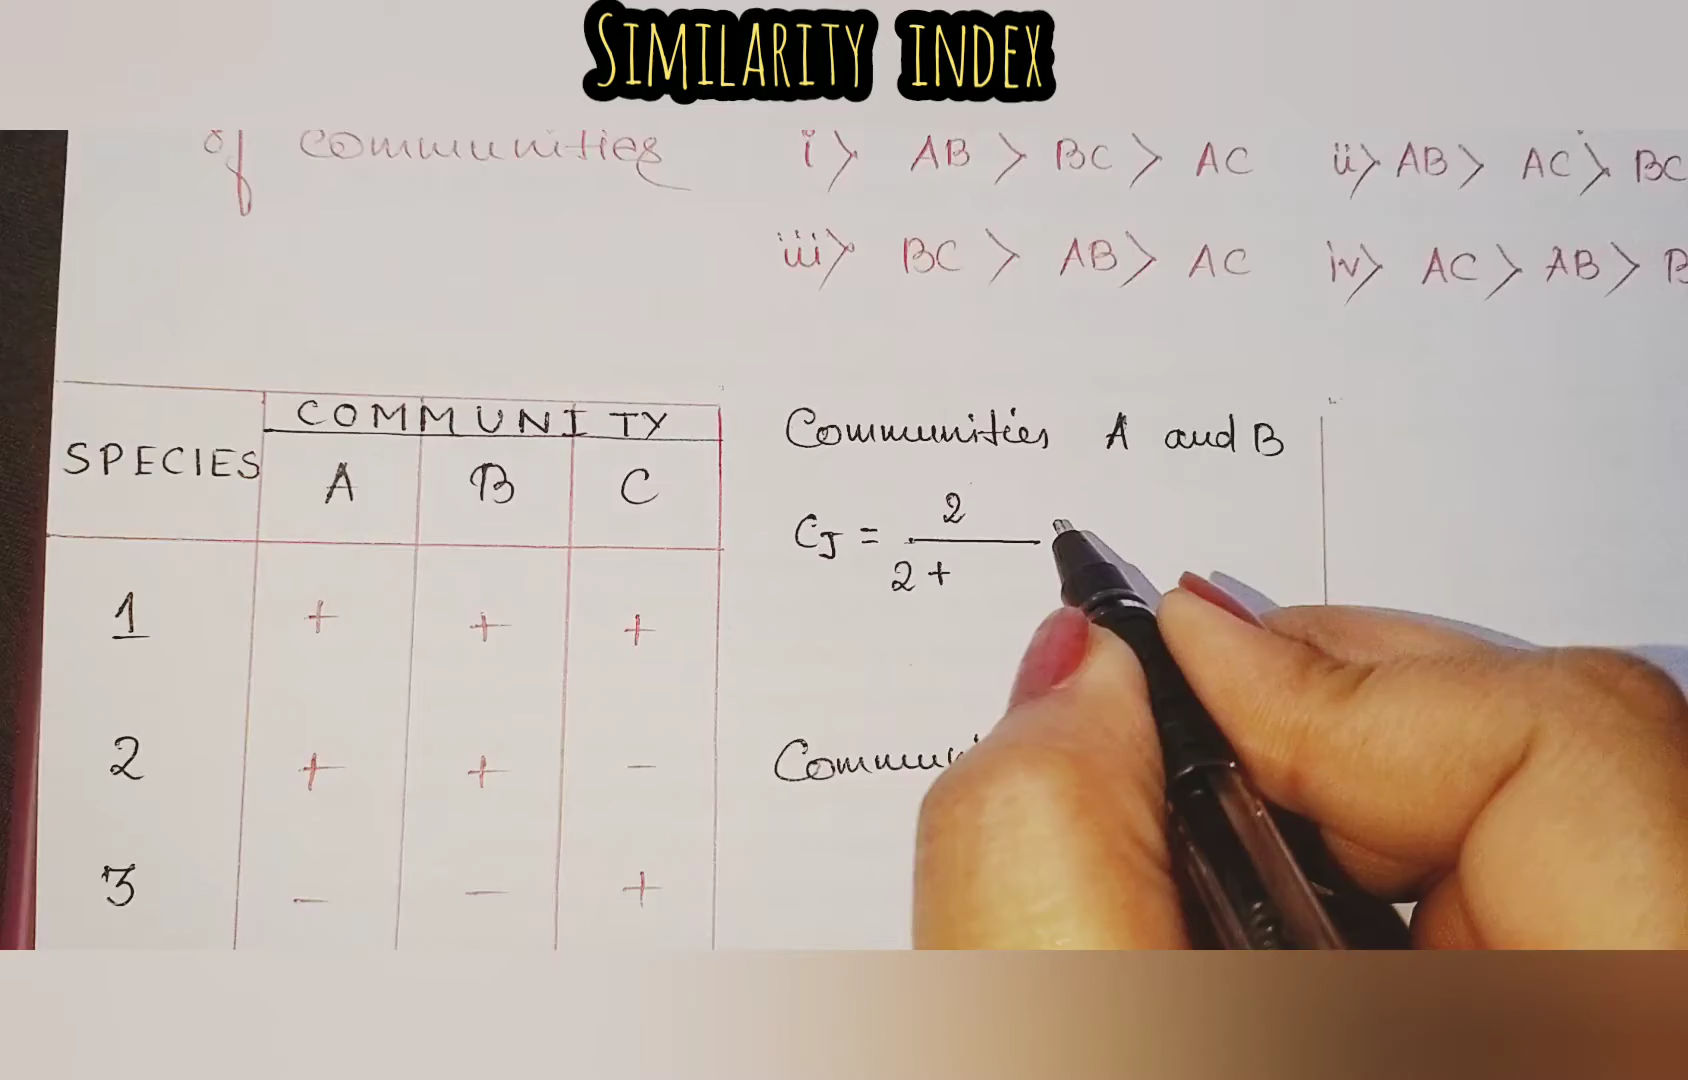 SIMILARITY INDEX
of communities
i> AB > BC > AC ii> AB > AC > BC
iii> BC > AB > AC iv> AC > AB >
SPECIES COMMUNITY
A B C
1 + + +
2 + + -
3 - - +
Communities A and B
CJ = 2
2 +